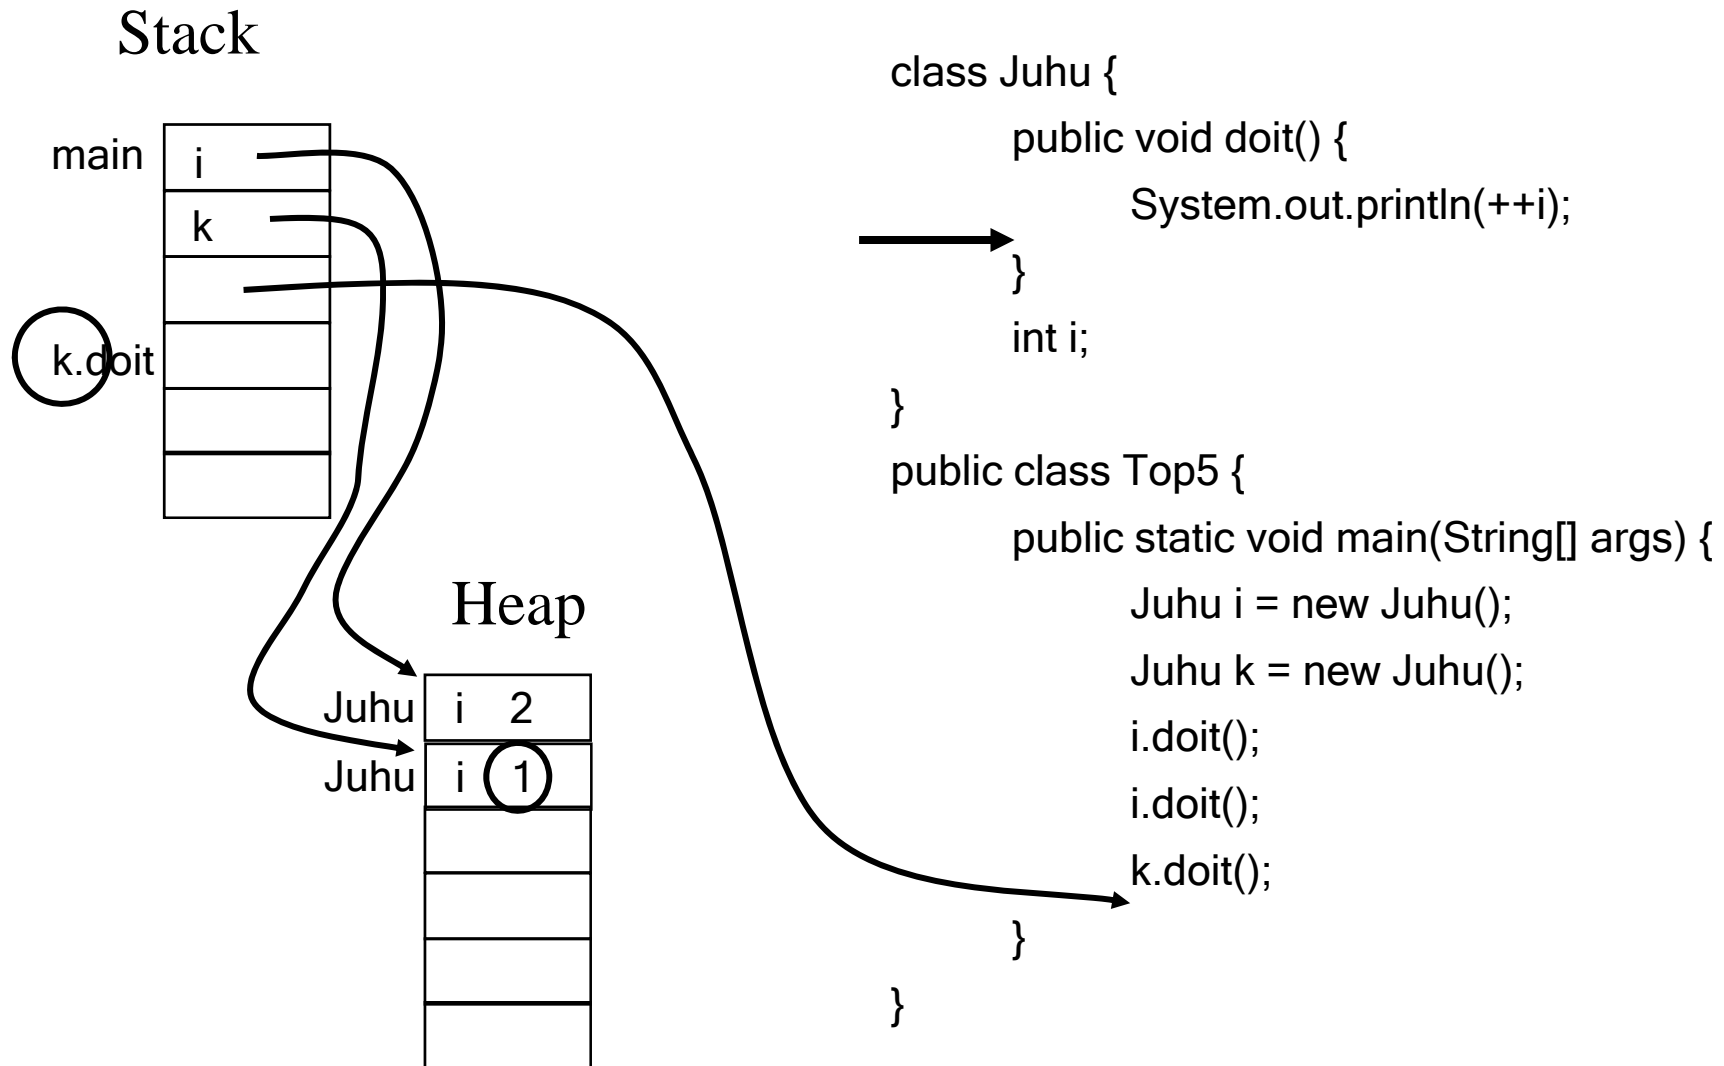 Stack
main
i
k
k.doit
Heap
Juhu i 2
Juhu i 1
class Juhu {
public void doit() {
System.out.println(++i);
}
int i;
}
public class Top5 {
public static void main(String[] args) {
Juhu i = new Juhu();
Juhu k = new Juhu();
i.doit();
i.doit();
k.doit();
}
}